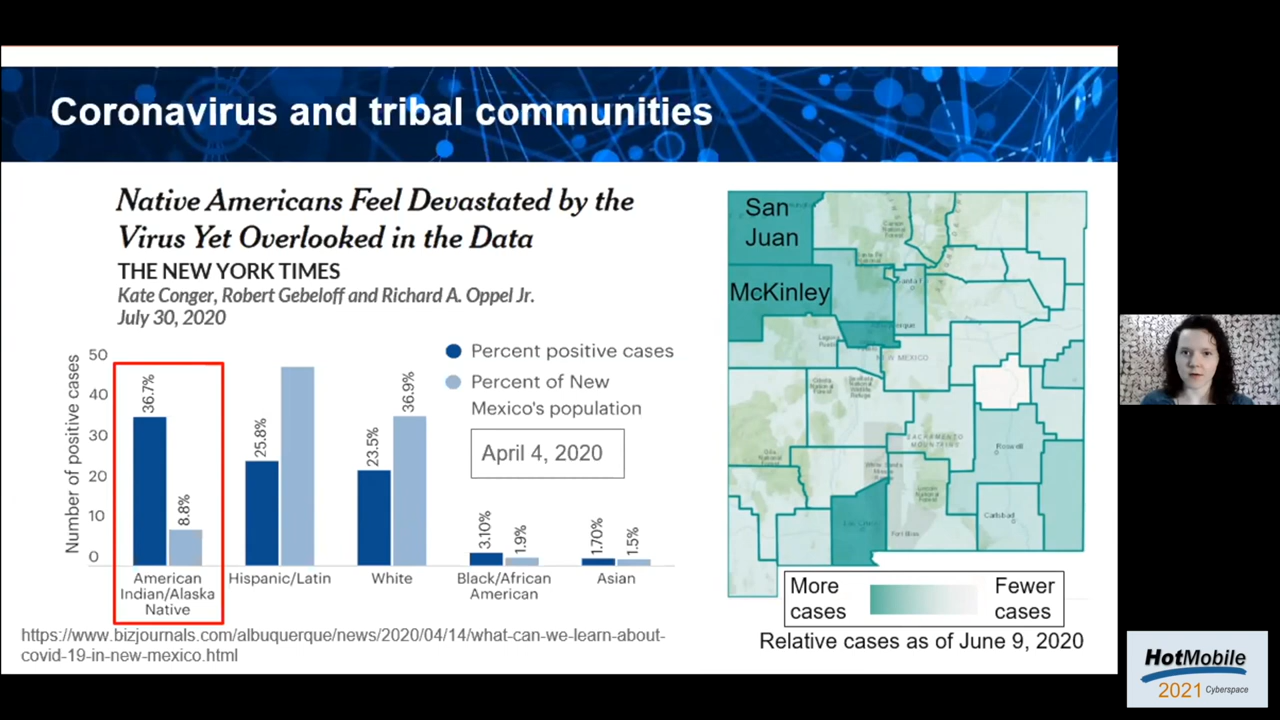 Coronavirus and tribal communities
Native Americans Feel Devastated by the
Virus Yet Overlooked in the Data
THE NEW YORK TIMES
Kate Conger, Robert Gebeloff and Richard A. Oppel Jr.
July 30, 2020
Number of positive cases
50
40
30
20
10
0
36.7%
8.8%
25.8%
23.5%
36.9%
3.10%
1.9%
1.70%
1.5%
Percent positive cases
Percent of New
Mexico's population
April 4, 2020
American
Indian/Alaska
Native
Hispanic/Latin
White
Black/African
American
Asian
https://www.bizjournals.com/albuquerque/news/2020/04/14/what-can-we-learn-about-
covid-19-in-new-mexico.html
San
Juan
McKinley
NEW MEXICO
SACRAMENTO
MOUNTAINS
Roswell
Carlsbad
More
cases
Fewer
cases
Relative cases as of June 9, 2020
HotMobile
2021 Cyberspace